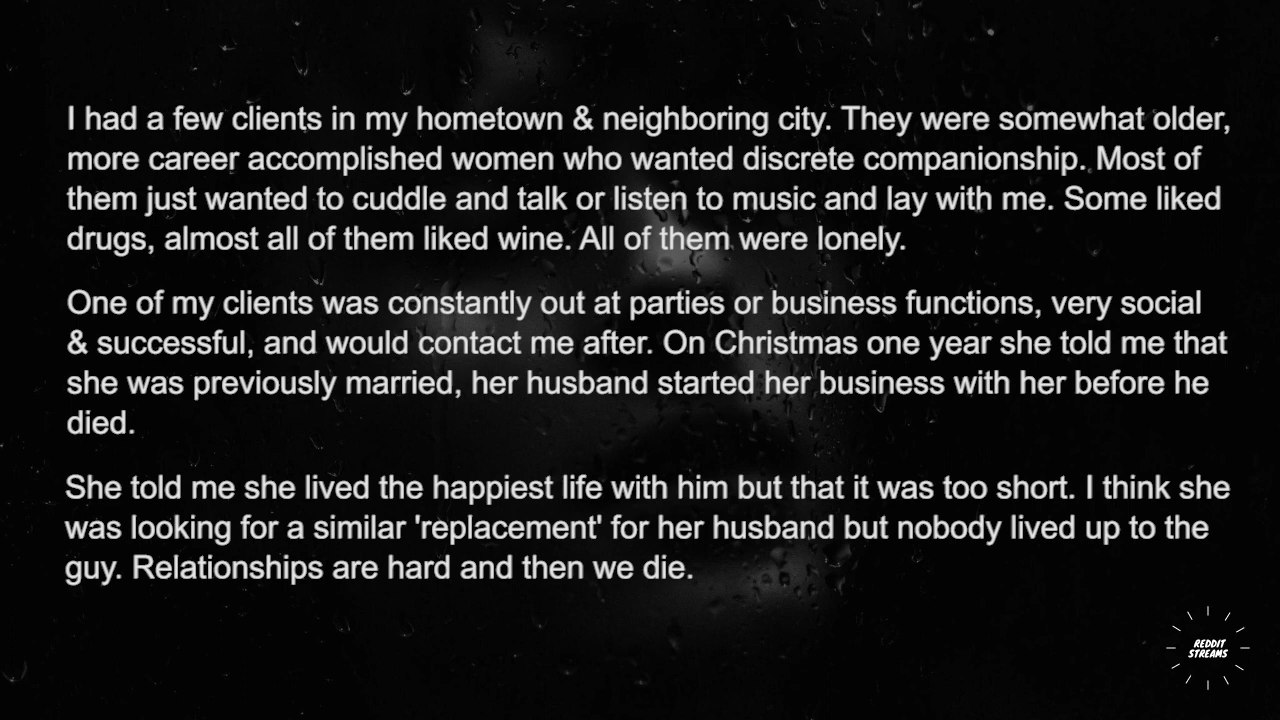 I had a few clients in my hometown & neighboring city. They were somewhat older,
more career accomplished women who wanted discrete companionship. Most of
them just wanted to cuddle and talk or listen to music and lay with me. Some liked
drugs, almost all of them liked wine. All of them were lonely.
One of my clients was constantly out at parties or business functions, very social
& successful, and would contact me after. On Christmas one year she told me that
she was previously married, her husband started her business with her before he
died.
She told me she lived the happiest life with him but that it was too short. I think she
was looking for a similar 'replacement' for her husband but nobody lived up to the
guy. Relationships are hard and then we die.
REDDIT
STREAMS